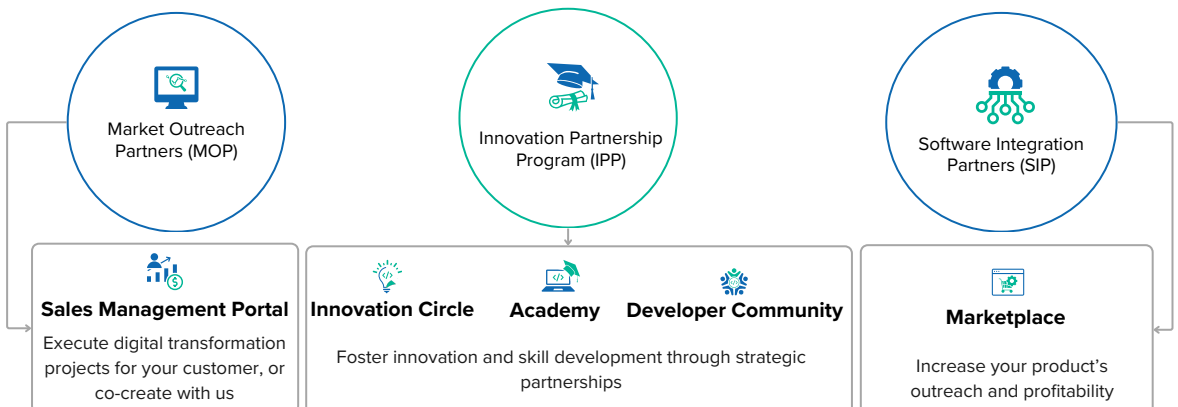 Market Outreach
Partners (MOP)
Innovation Partnership
Program (IPP)
Software Integration
Partners (SIP)
Sales Management Portal
Execute digital transformation
projects for your customer, or
co-create with us
Innovation Circle
Academy
Developer Community
Foster innovation and skill development through strategic
partnerships
Marketplace
Increase your product’s
outreach and profitability